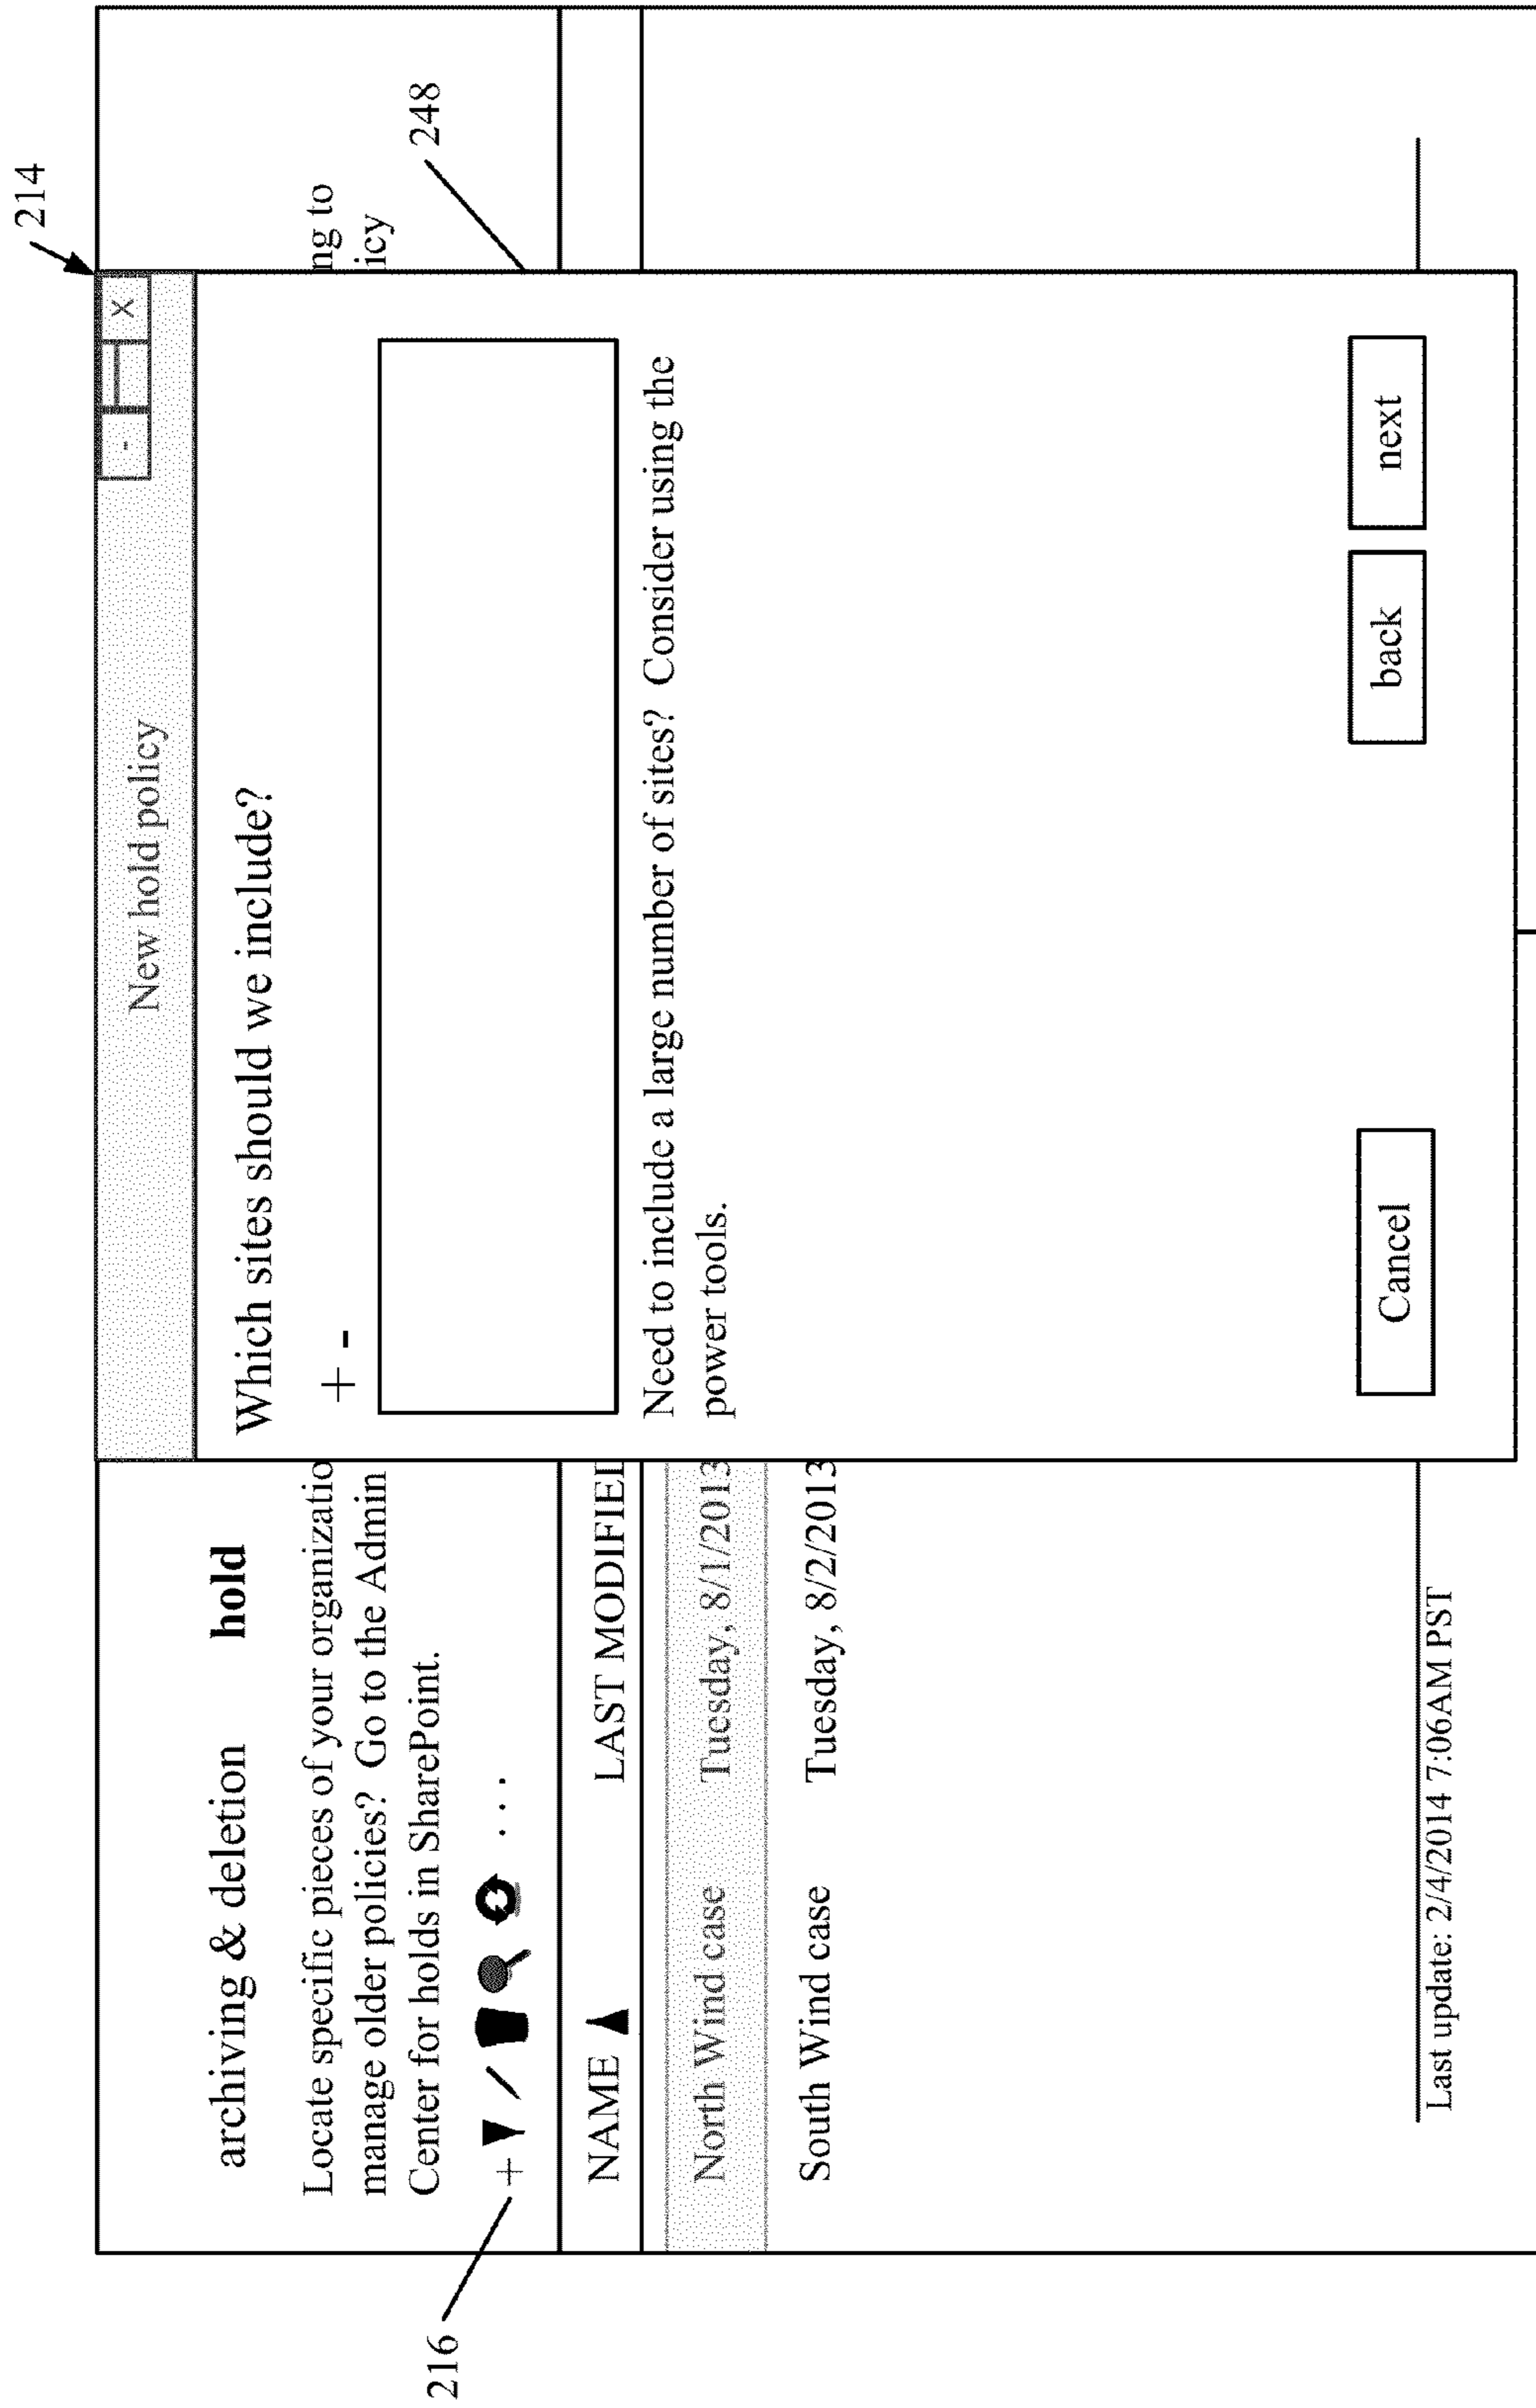 214
New hold policy
- X
archiving & deletion hold
Locate specific pieces of your organizatio
ng to
manage older policies? Go to the Admin
icy
Center for holds in SharePoint.
216
+ ...
248
NAME LAST MODIFIED
North Wind case Tuesday, 8/1/2013
South Wind case Tuesday, 8/2/2013
Last update: 2/4/2014 7:06AM PST
Which sites should we include?
+ -
Need to include a large number of sites? Consider using the
power tools.
Cancel back next